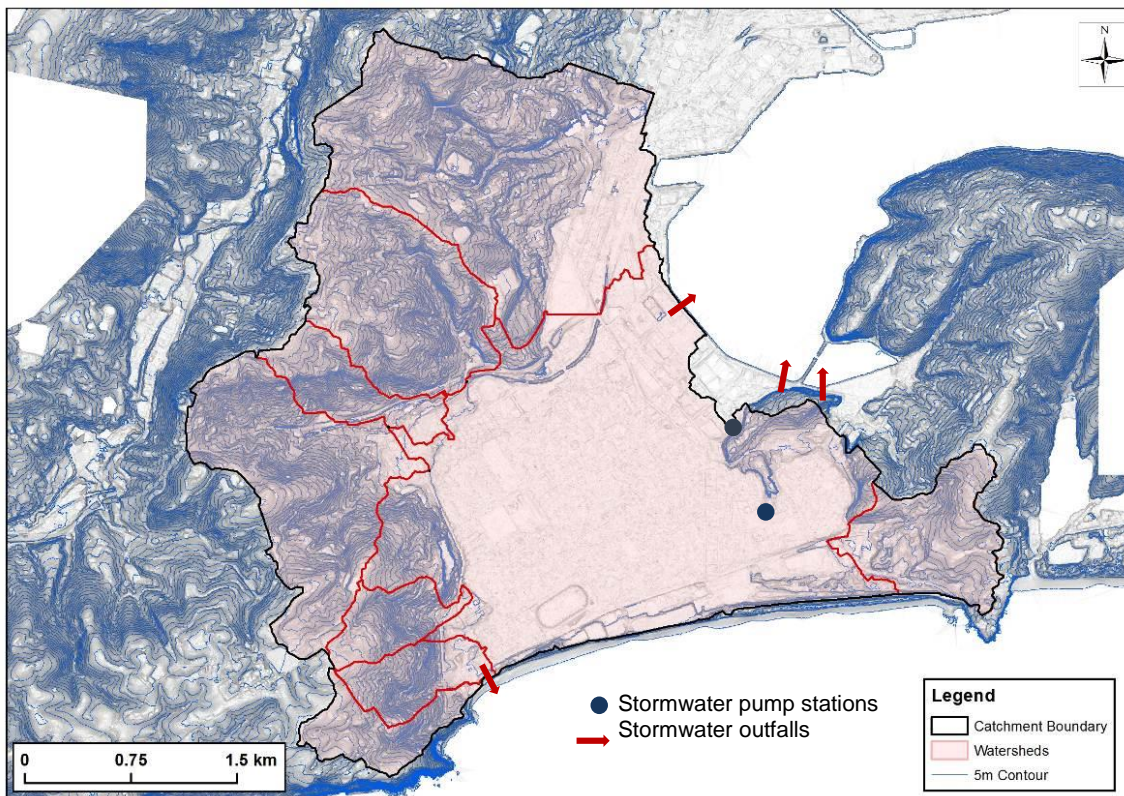 N
Stormwater pump stations
Stormwater outfalls
Legend
Catchment Boundary
Watersheds
5m Contour
0 0.75 1.5 km